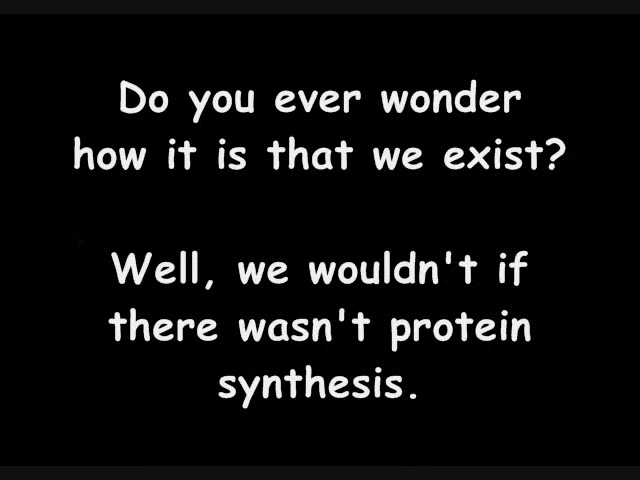 Do you ever wonder
how it is that we exist?
Well, we wouldn't if
there wasn't protein
synthesis.